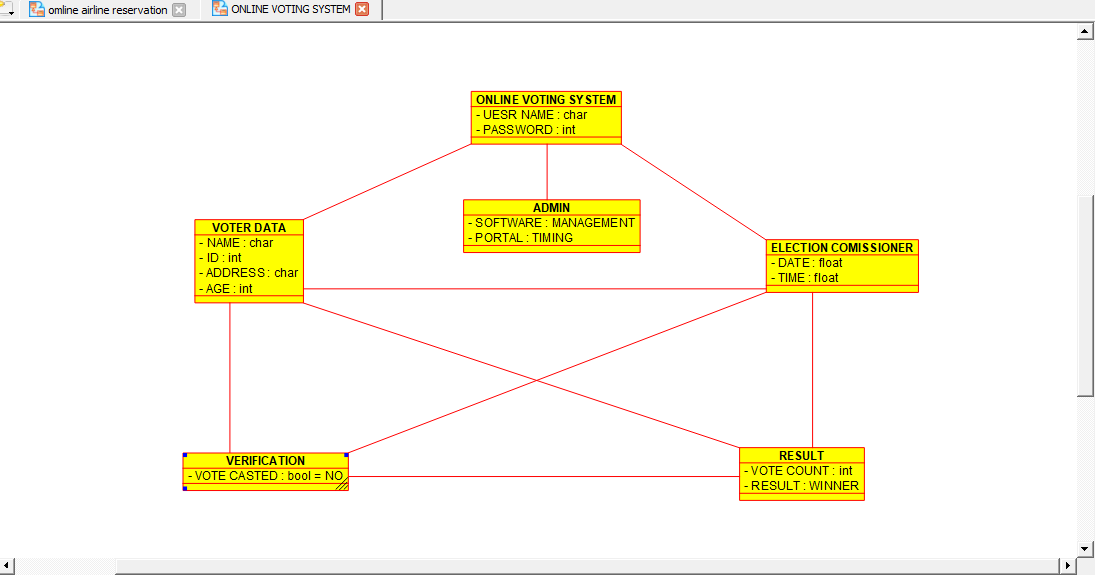 omline airline reservation
ONLINE VOTING SYSTEM
ONLINE VOTING SYSTEM
- UESR NAME : char
- PASSWORD : int
ADMIN
- SOFTWARE : MANAGEMENT
- PORTAL : TIMING
VOTER DATA
- NAME : char
- ID : int
- ADDRESS : char
- AGE : int
ELECTION COMISSIONER
- DATE : float
- TIME : float
VERIFICATION
- VOTE CASTED : bool = NO
RESULT
- VOTE COUNT : int
- RESULT : WINNER